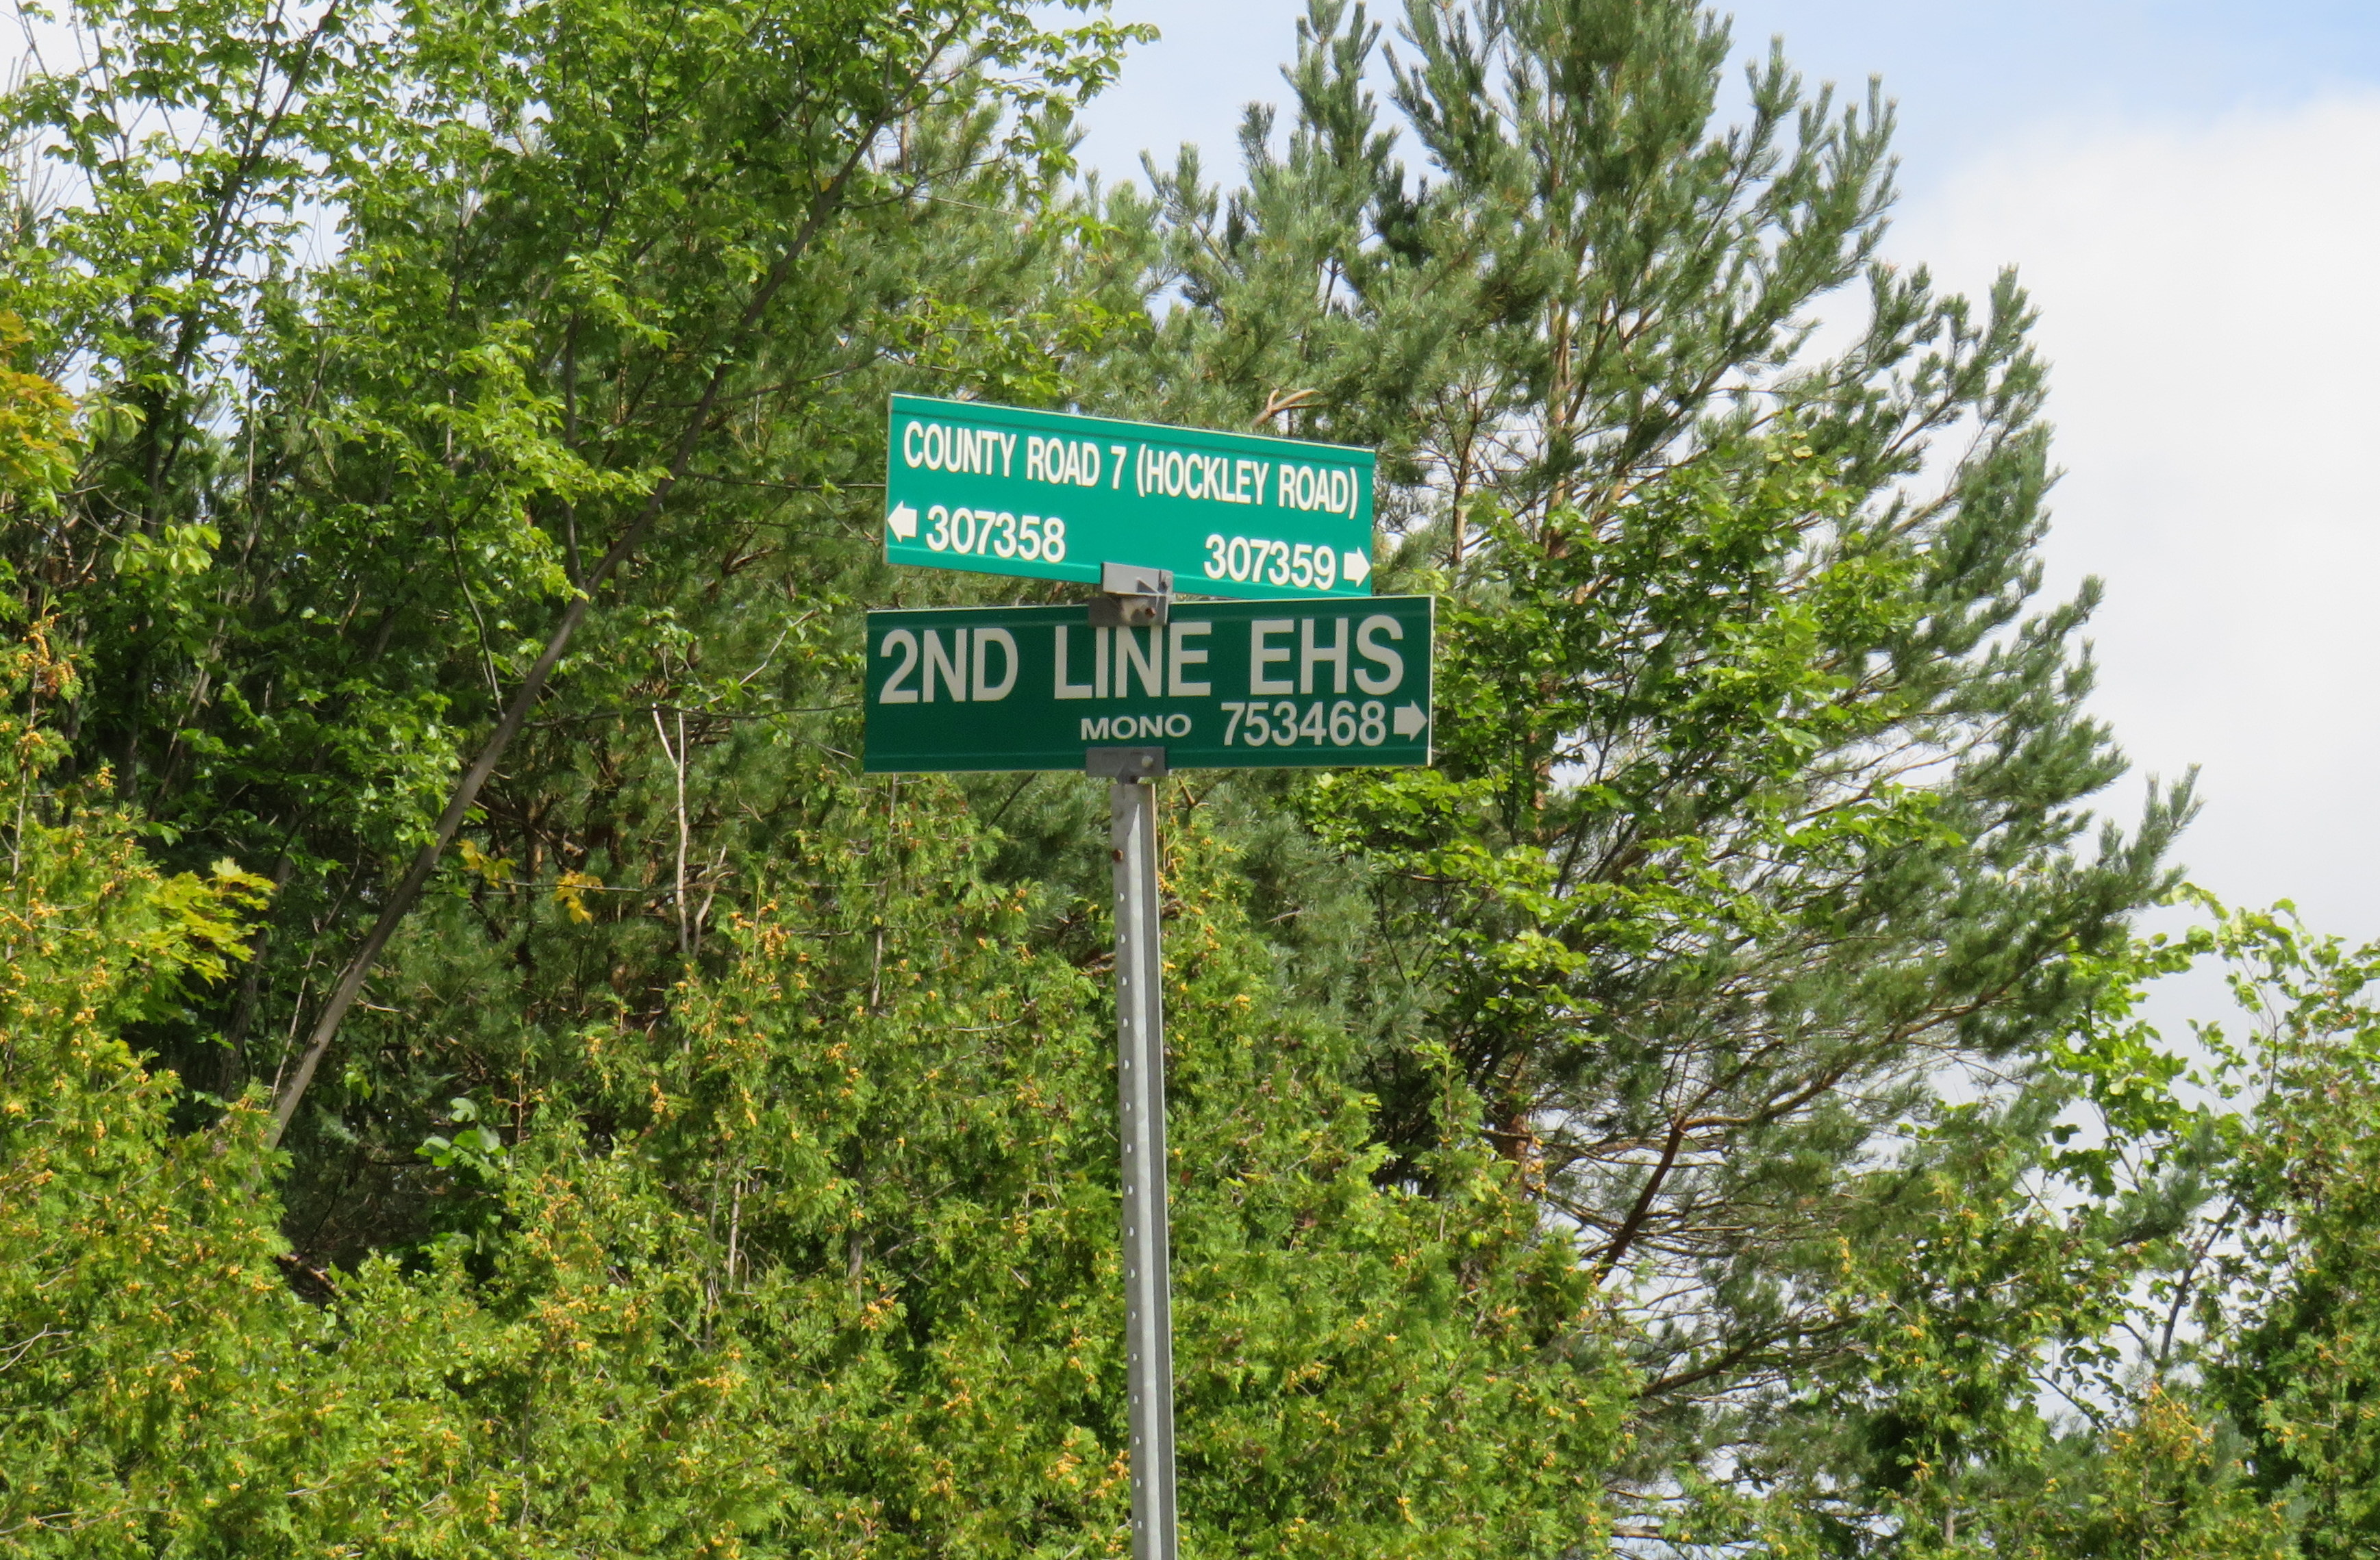 COUNTY ROAD 7 (HOCKLEY ROAD)
307358 307359
2ND LINE EHS
MONO 753468